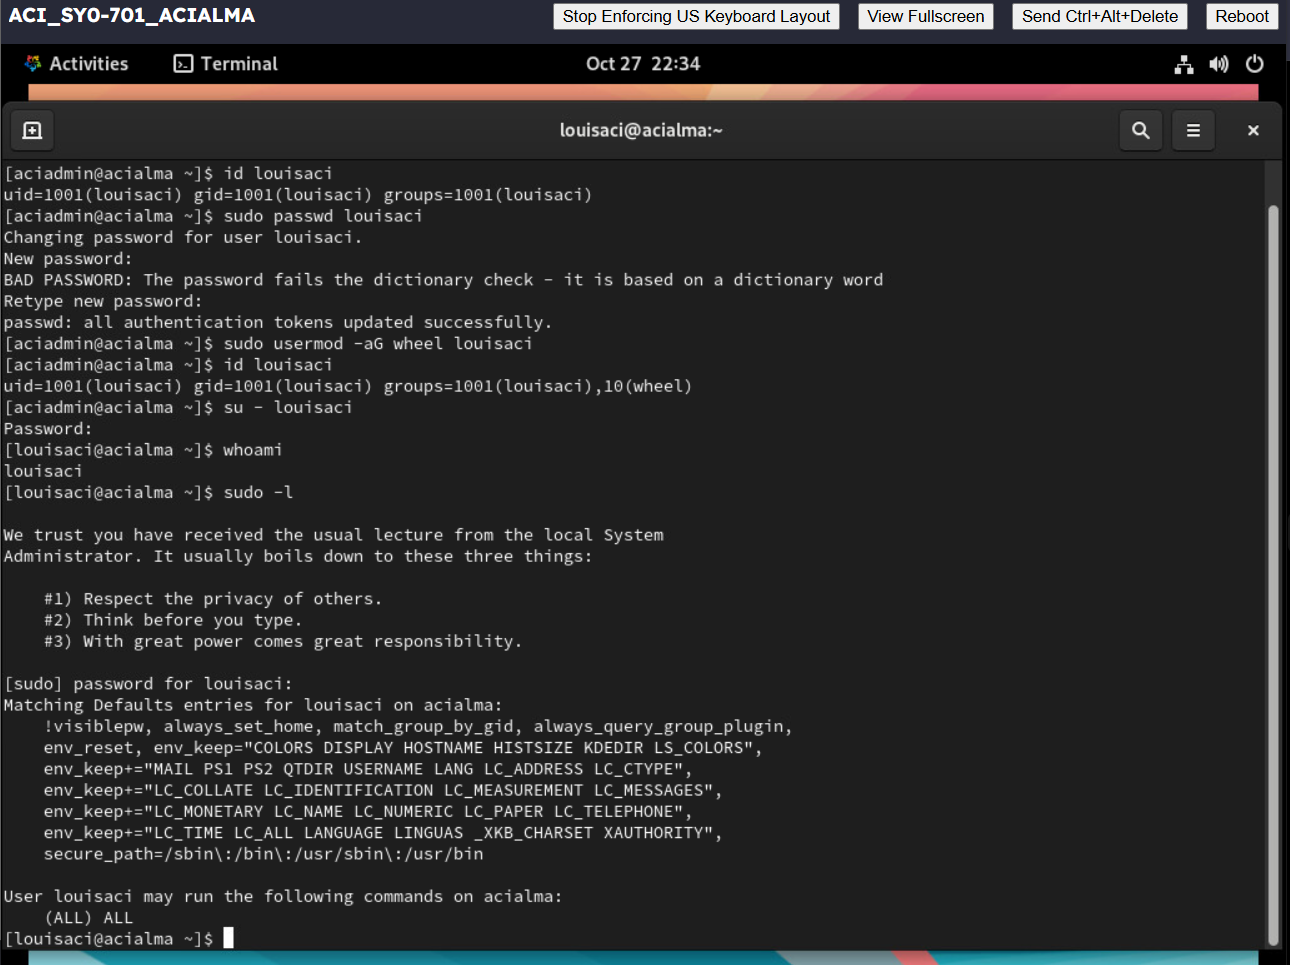 ACI_SY0-701_ACIALMA
Stop Enforcing US Keyboard Layout
View Fullscreen
Send Ctrl+Alt+Delete
Reboot
Activities
Terminal
Oct 27 22:34
louisaci@acialma:~
[aciadmin@acialma ~]$ id louisaci
uid=1001(louisaci) gid=1001(louisaci) groups=1001(louisaci)
[aciadmin@acialma ~]$ sudo passwd louisaci
Changing password for user louisaci.
New password:
BAD PASSWORD: The password fails the dictionary check - it is based on a dictionary word
Retype new password:
passwd: all authentication tokens updated successfully.
[aciadmin@acialma ~]$ sudo usermod -aG wheel louisaci
[aciadmin@acialma ~]$ id louisaci
uid=1001(louisaci) gid=1001(louisaci) groups=1001(louisaci),10(wheel)
[aciadmin@acialma ~]$ su - louisaci
Password:
[louisaci@acialma ~]$ whoami
louisaci
[louisaci@acialma ~]$ sudo -l
We trust you have received the usual lecture from the local System
Administrator. It usually boils down to these three things:
#1) Respect the privacy of others.
#2) Think before you type.
#3) With great power comes great responsibility.
[sudo] password for louisaci:
Matching Defaults entries for louisaci on acialma:
!visiblepw, always_set_home, match_group_by_gid, always_query_group_plugin,
env_reset, env_keep="COLORS DISPLAY HOSTNAME HISTSIZE KDEDIR LS_COLORS",
env_keep+="MAIL PS1 PS2 QTDIR USERNAME LANG LC_ADDRESS LC_CTYPE",
env_keep+="LC_COLLATE LC_IDENTIFICATION LC_MEASUREMENT LC_MESSAGES",
env_keep+="LC_MONETARY LC_NAME LC_NUMERIC LC_PAPER LC_TELEPHONE",
env_keep+="LC_TIME LC_ALL LANGUAGE LINGUAS _XKB_CHARSET XAUTHORITY",
secure_path=/sbin\:/bin\:/usr/sbin\:/usr/bin
User louisaci may run the following commands on acialma:
(ALL) ALL
[louisaci@acialma ~]$